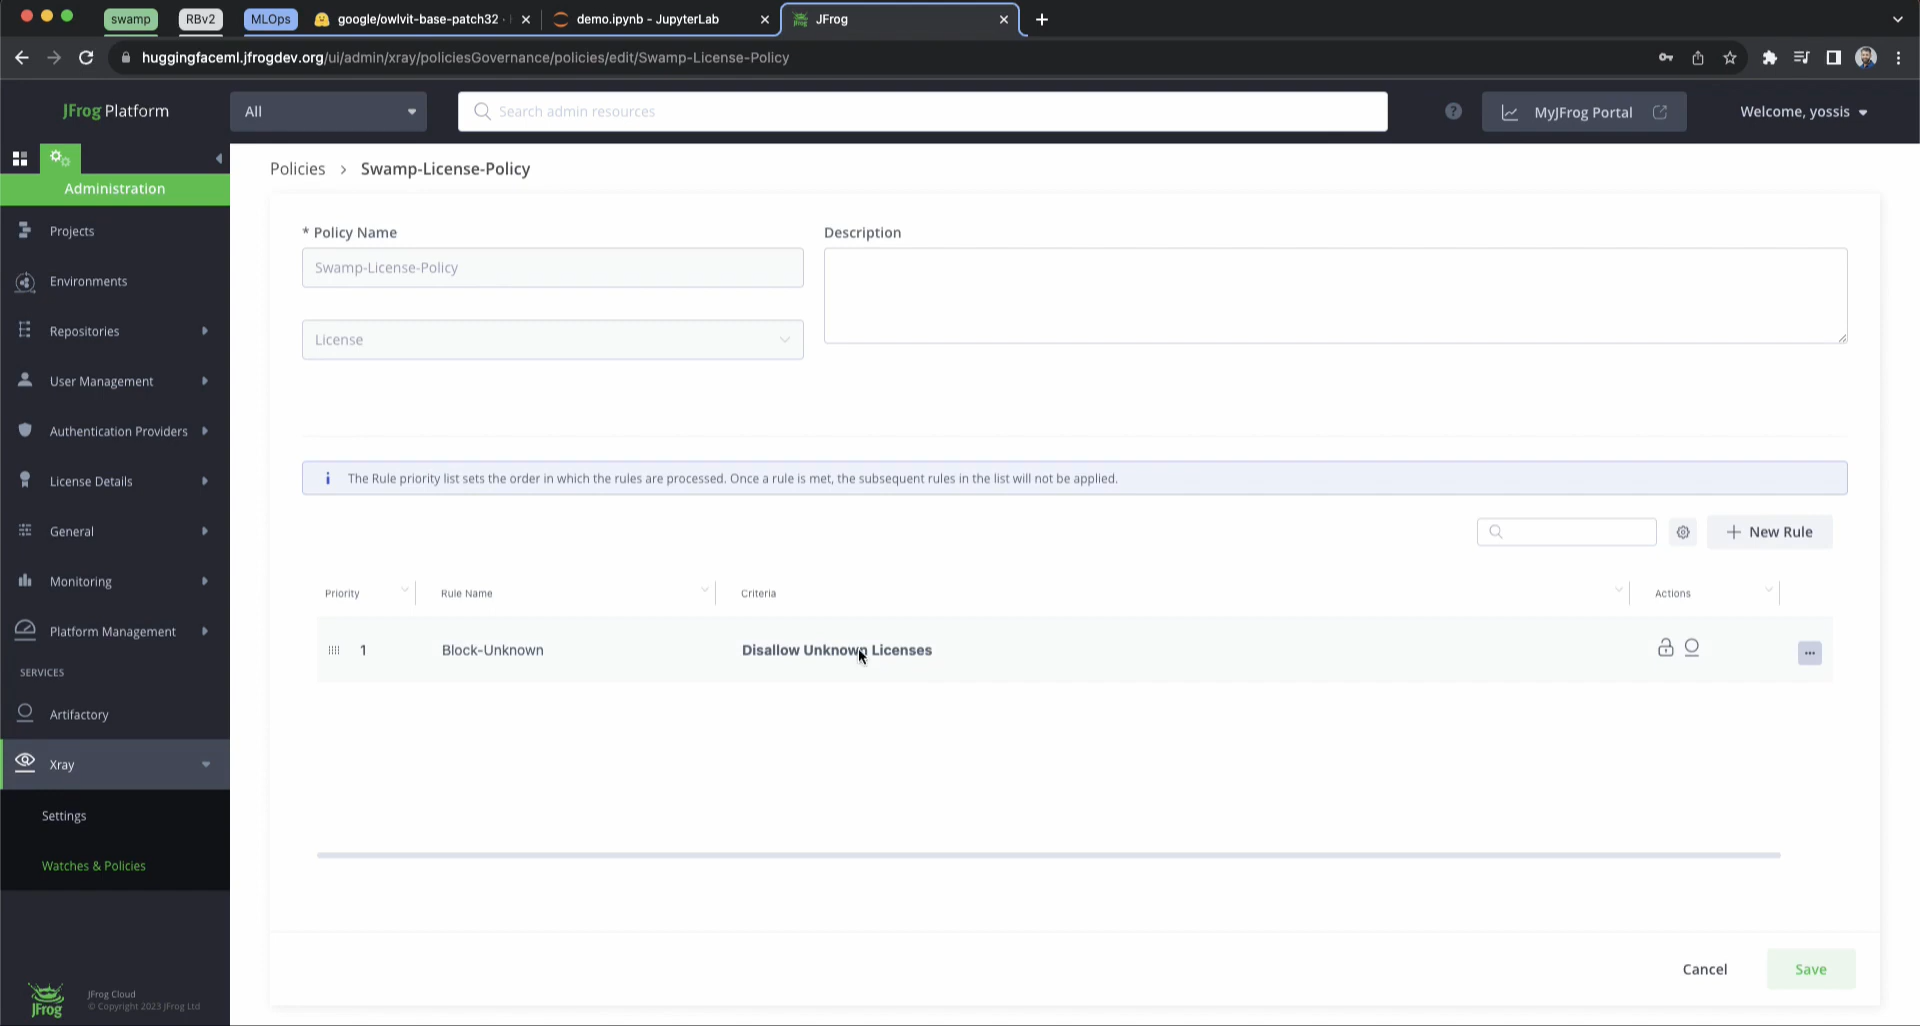 swamp RBv2 MLOps google/owlvit-base-patch32 · demo.ipynb - JupyterLab JFrog
huggingfaceml.jfrogdev.org/ui/admin/xray/policiesGovernance/policies/edit/Swamp-License-Policy
JFrog Platform All Search admin resources MyJFrog Portal Welcome, yossis
Administration
Projects
Environments
Repositories
User Management
Authentication Providers
License Details
General
Monitoring
Platform Management
SERVICES
Artifactory
Xray
Settings
Watches & Policies
JFrog
JFrog Cloud
© Copyright 2023 JFrog Ltd
Policies > Swamp-License-Policy
* Policy Name Description
Swamp-License-Policy
License
i The Rule priority list sets the order in which the rules are processed. Once a rule is met, the subsequent rules in the list will not be applied.
+ New Rule
Priority Rule Name Criteria Actions
1 Block-Unknown Disallow Unknown Licenses ...
Cancel Save